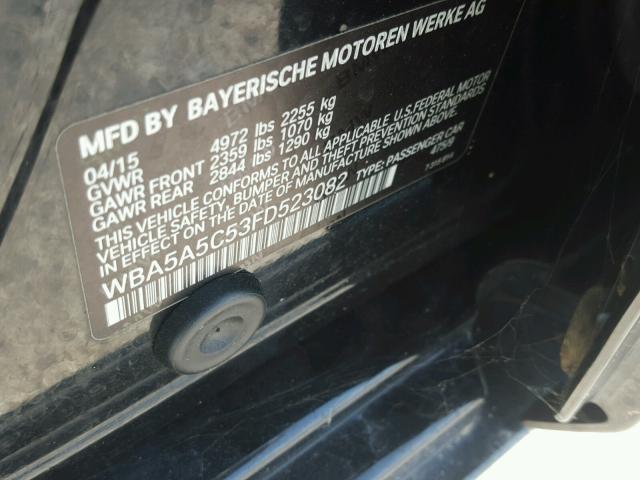 MFD BY BAYERISCHE MOTOREN WERKE AG
04/15
GVWR 4972 lbs 2255 kg
GAWR FRONT 2359 lbs 1070 kg
GAWR REAR 2844 lbs 1290 kg
THIS VEHICLE CONFORMS TO ALL APPLICABLE U.S. FEDERAL MOTOR
VEHICLE SAFETY, BUMPER AND THEFT PREVENTION STANDARDS
IN EFFECT ON THE DATE OF MANUFACTURE SHOWN ABOVE.
WBA5A5C53FD523082 TYPE: PASSENGER CAR